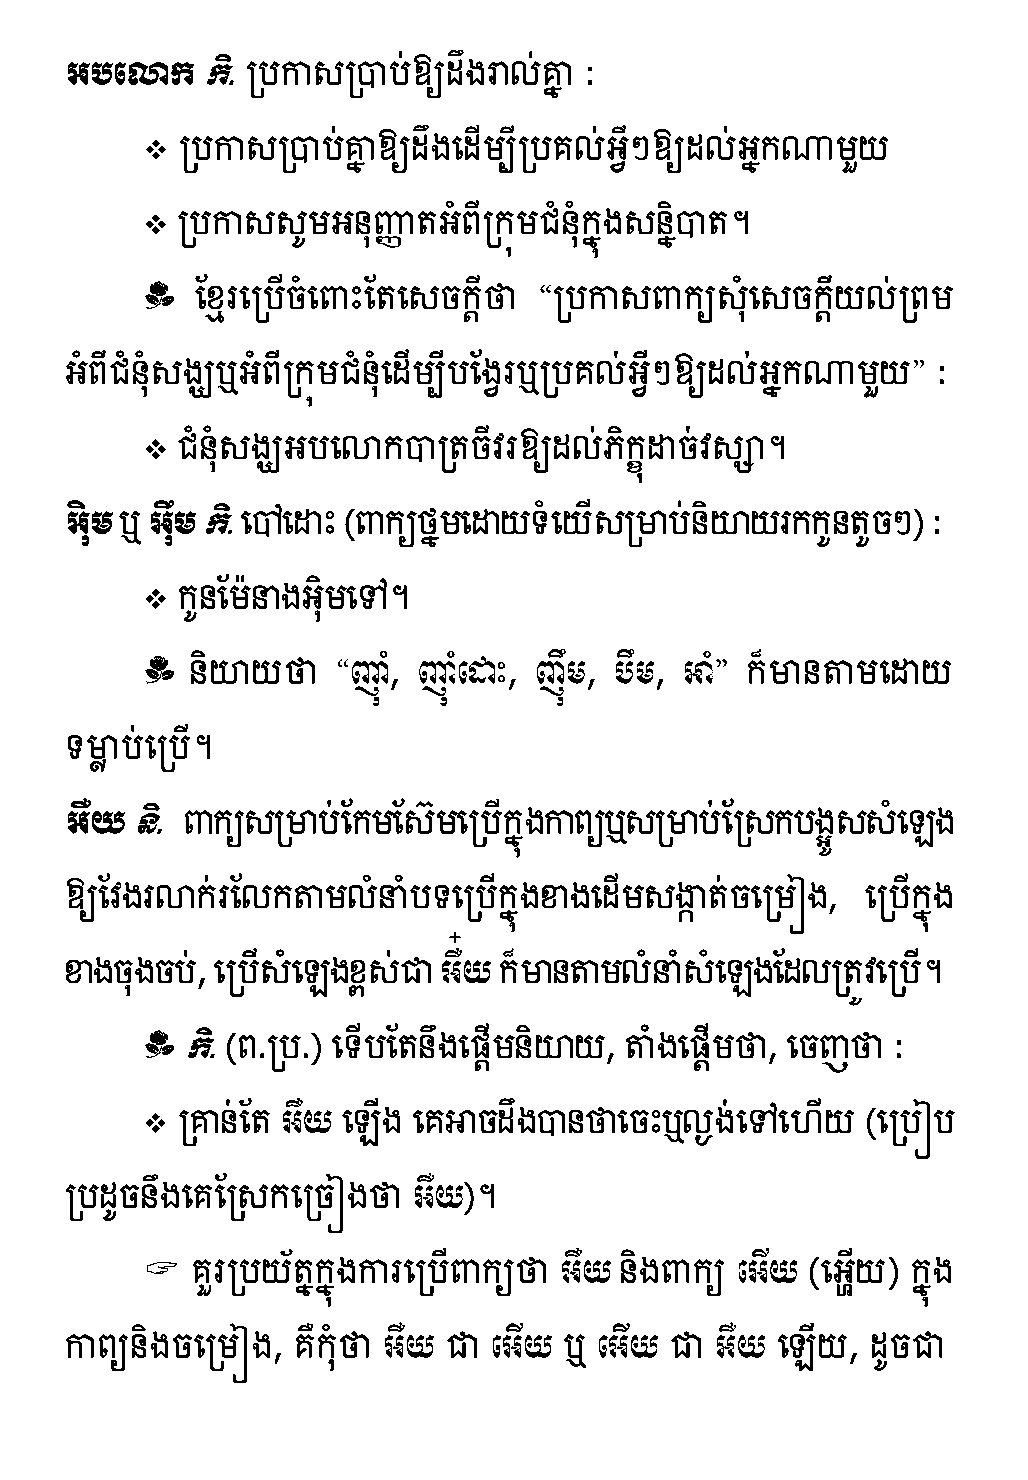 អបលោក កិ. ប្រកាសប្រាប់ឱ្យដឹងរាល់គ្នា :
❖ ប្រកាសប្រាប់គ្នាឱ្យដឹងដើម្បីប្រគល់អ្វីៗឱ្យដល់អ្នកណាមួយ
❖ ប្រកាសសូមអនុញ្ញាតអំពីក្រុមជំនុំក្នុងសន្និបាត។
ខ្មែរប្រើចំពោះតែសេចក្ដីថា “ប្រកាសពាក្យសុំសេចក្ដីយល់ព្រម
អំពីជំនុំសង្ឃឬអំពីក្រុមជំនុំដើម្បីបង្វែរឬប្រគល់អ្វីៗឱ្យដល់អ្នកណាមួយ” :
❖ ជំនុំសង្ឃអបលោកបាត្រចីវរឱ្យដល់ភិក្ខុដាច់វស្សា។
អ៊ិម ឬ អ៊ឹម កិ. បៅដោះ (ពាក្យថ្នមដោយទំយើសម្រាប់និយាយរកកូនតូចៗ) :
❖ កូនម៉ែនាងអ៊ិមទៅ។
និយាយថា “ញ៉ាំ, ញ៉ាំដោះ, ញ៉ឹម, បឹម, អាំ” ក៏មានតាមដោយ
ទម្លាប់ប្រើ។
អឺយ និ. ពាក្យសម្រាប់កែមស៊ែមប្រើក្នុងកាព្យឬសម្រាប់ស្រែកបង្អូសសំឡេង
ឱ្យវែងរលាក់រលែកតាមលំនាំបទប្រើក្នុងខាងដើមសង្កាត់ចម្រៀង, ប្រើក្នុង
ខាងចុងចប់, ប្រើសំឡេងខ្ពស់ជា អឺ៎យ ក៏មានតាមលំនាំសំឡេងដែលត្រូវប្រើ។
កិ. (ព.ប្រ.) ទើបតែនឹងផ្ដើមនិយាយ, តាំងផ្ដើមថា, ចេញថា :
❖ គ្រាន់តែ អឺយ ឡើង គេអាចដឹងបានថាចេះឬល្ងង់ទៅហើយ (ប្រៀប
ប្រដូចនឹងគេស្រែកច្រៀងថា អឺយ)។
☞ គួរប្រយ័ត្នក្នុងការប្រើពាក្យថា អឺយ និងពាក្យ អើយ (អ្ហើយ) ក្នុង
កាព្យនិងចម្រៀង, គឺកុំថា អឺយ ជា អើយ ឬ អើយ ជា អឺយ ឡើយ, ដូចជា